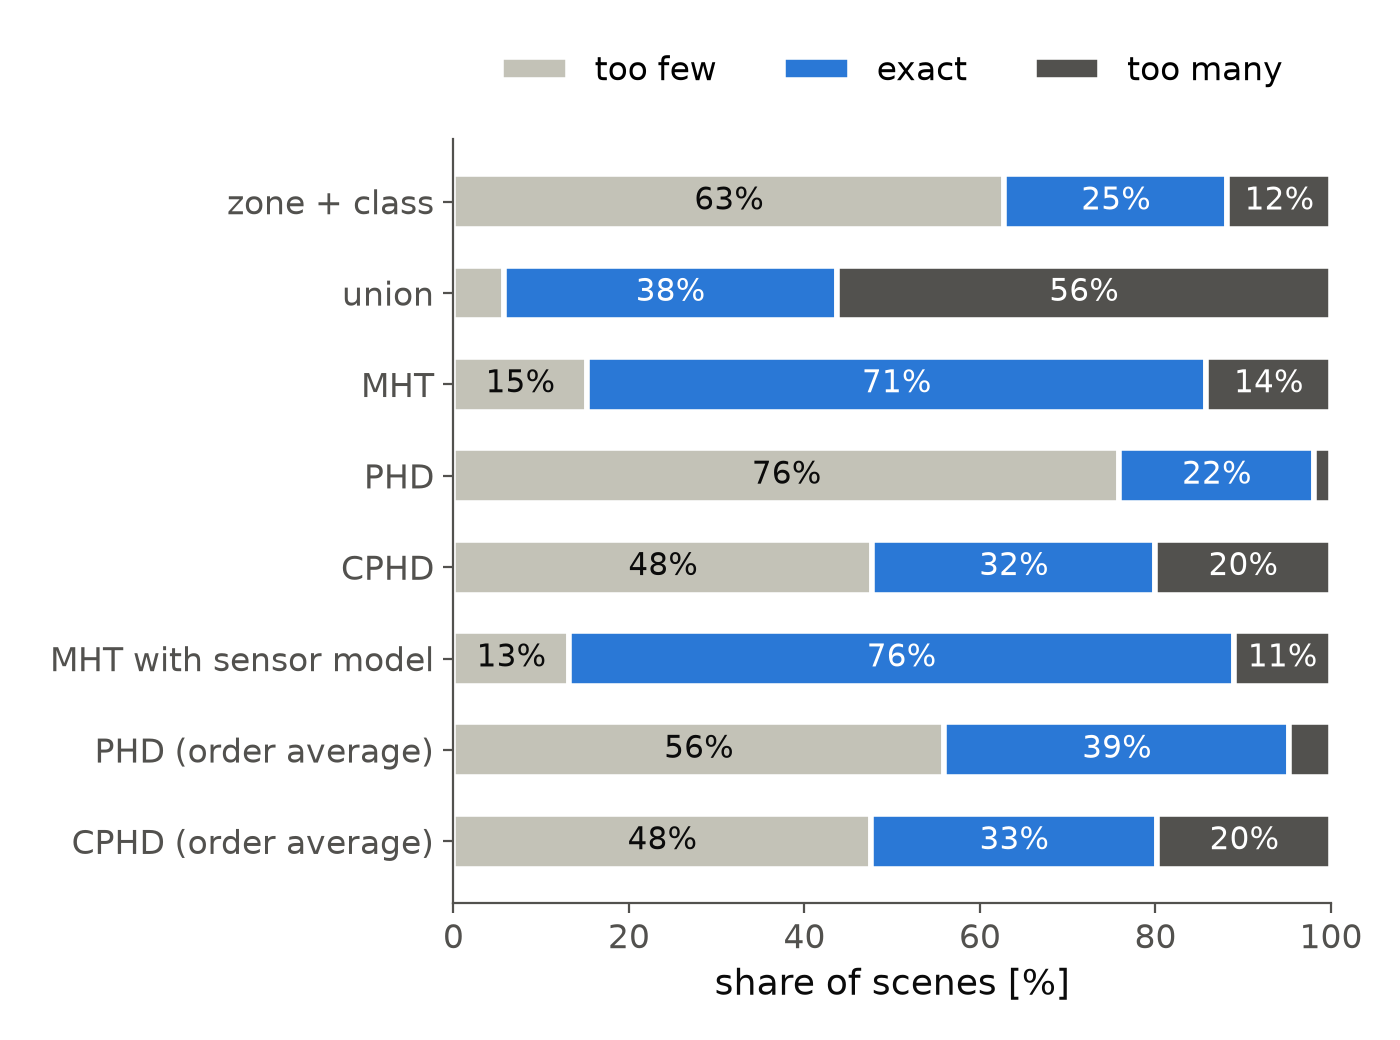 too few exact too many
zone + class 63% 25% 12%
union 38% 56%
MHT 15% 71% 14%
PHD 76% 22%
CPHD 48% 32% 20%
MHT with sensor model 13% 76% 11%
PHD (order average) 56% 39%
CPHD (order average) 48% 33% 20%
0 20 40 60 80 100
share of scenes [%]